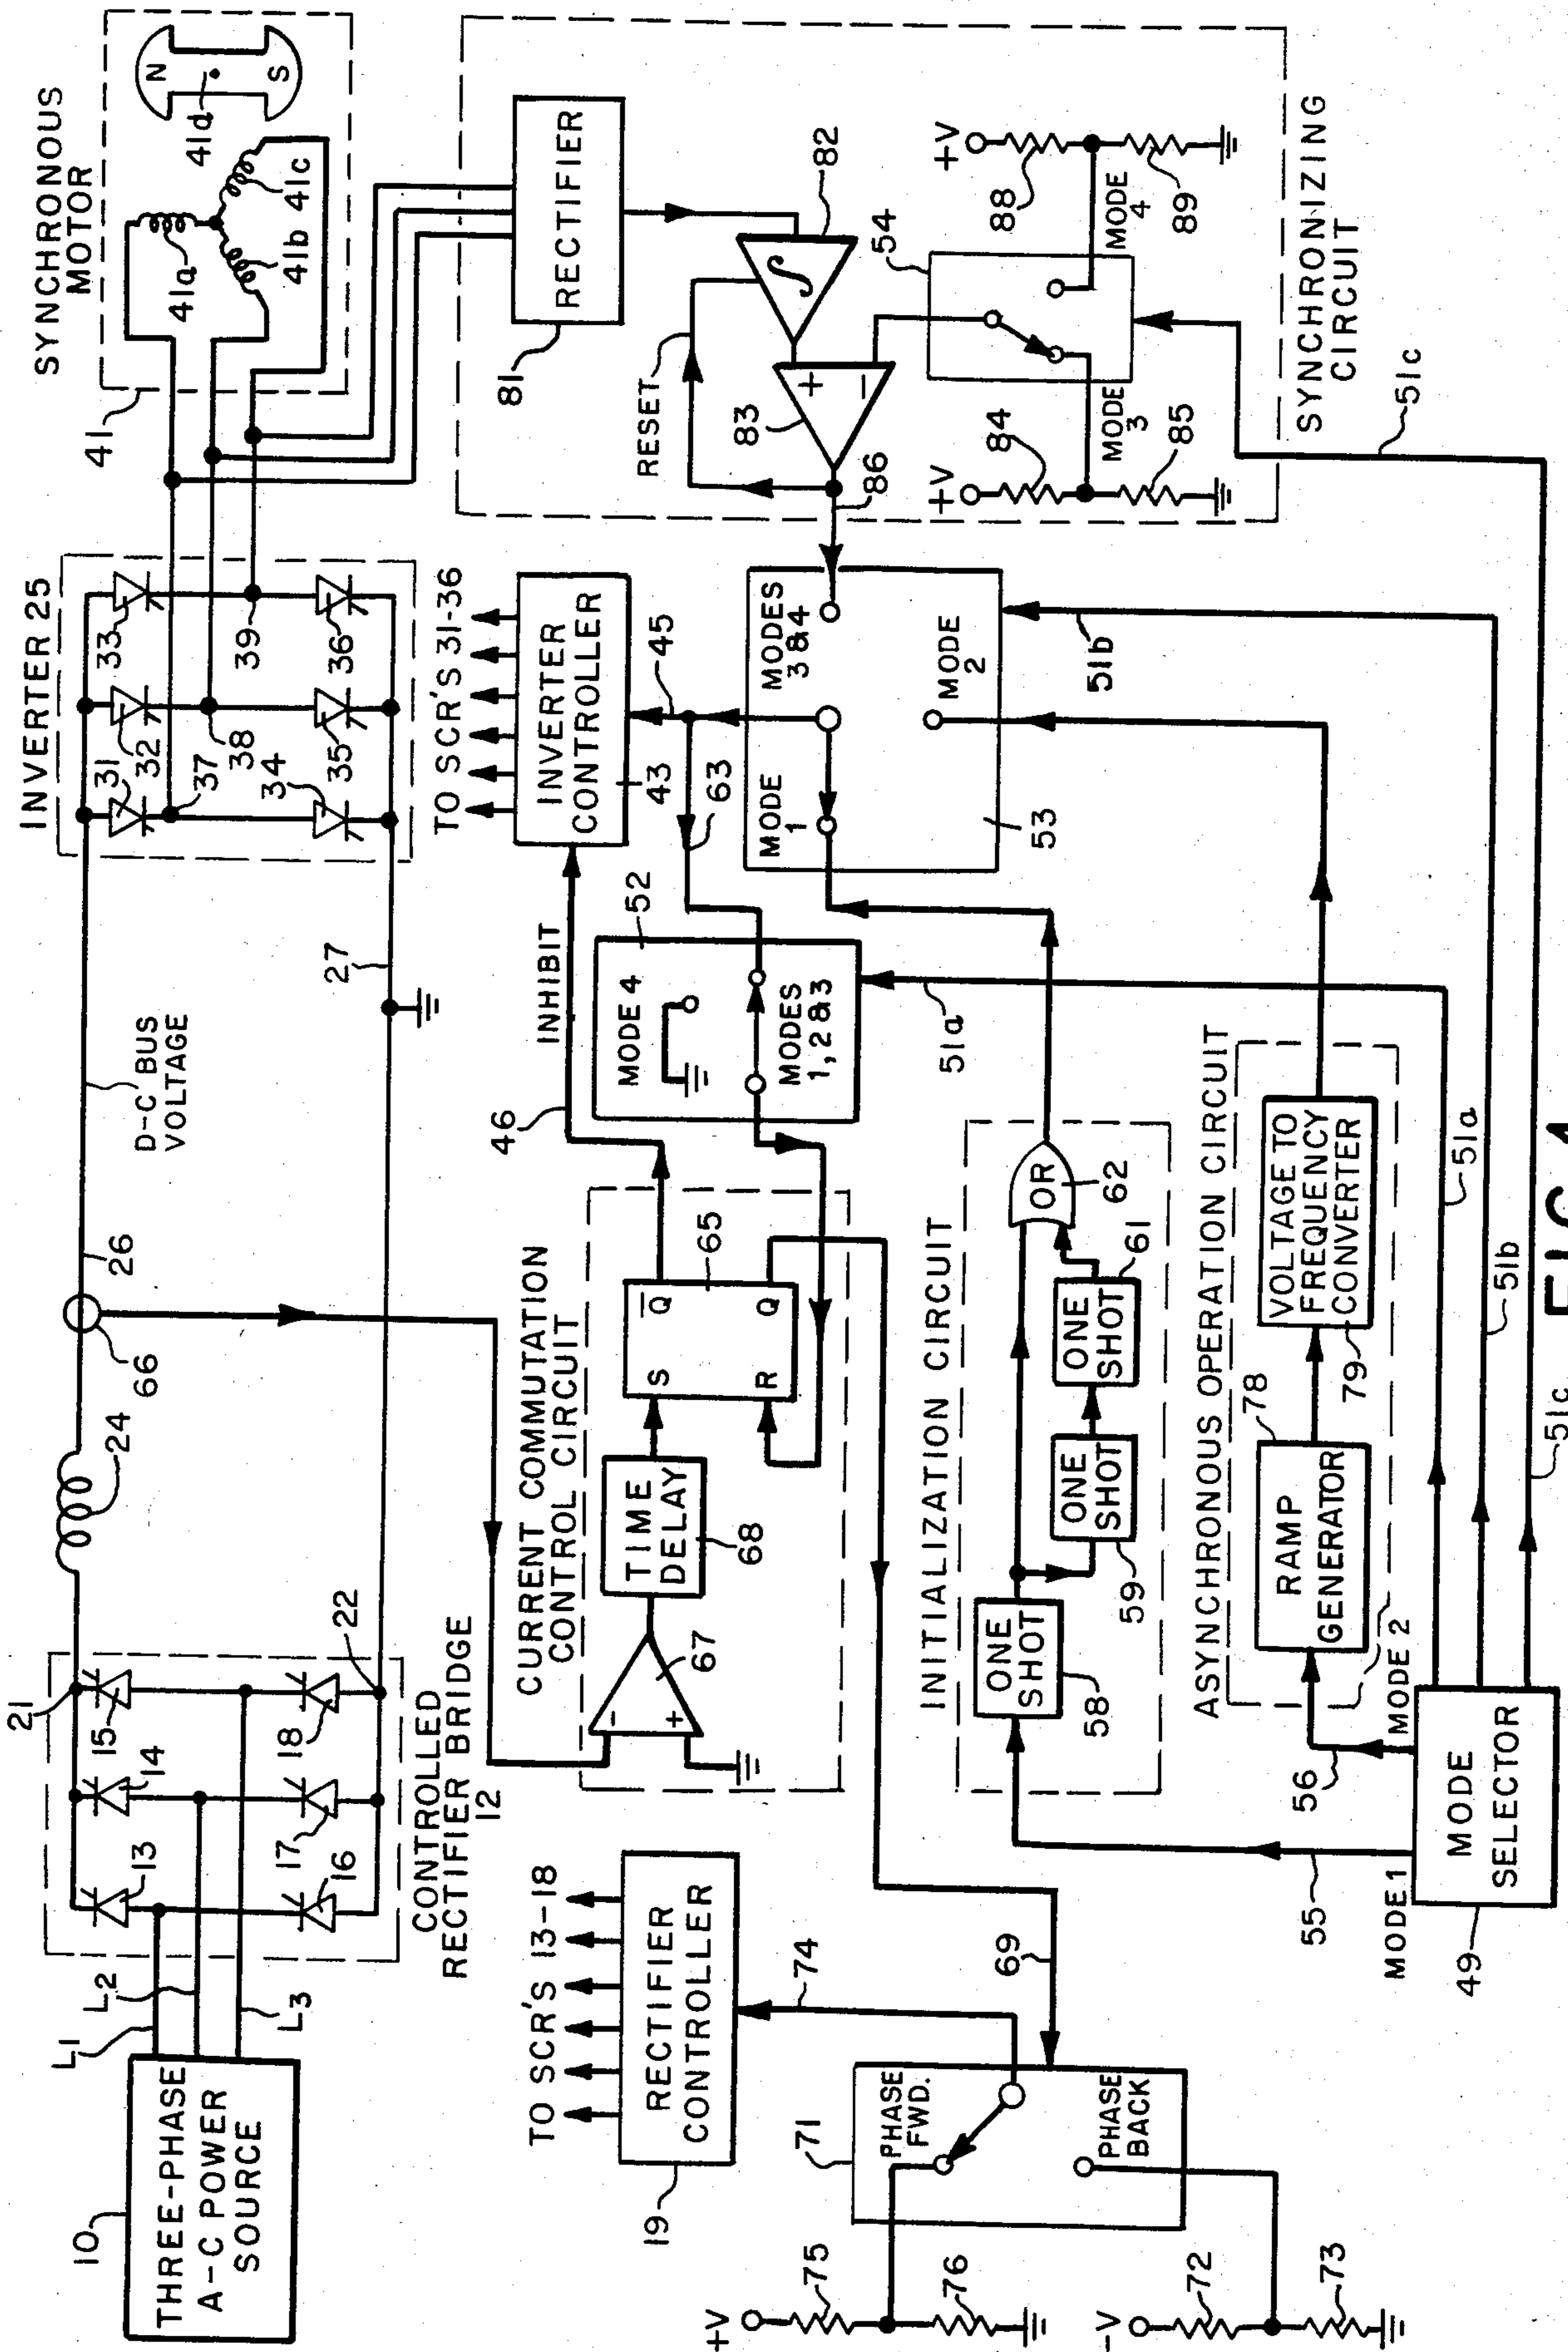 10
THREE-PHASE
A-C POWER
SOURCE
L1
L2
L3
21
13
14
15
16
17
18
22
CONTROLLED
RECTIFIER BRIDGE
12
24
66
26
D-C BUS
VOLTAGE
27
INVERTER 25
31
32
33
34
35
36
37
38
39
SYNCHRONOUS
MOTOR
41
41a
41b
41c
41d
N
S
TO SCR'S 13-18
RECTIFIER
CONTROLLER
19
74
69
71
PHASE
FWD.
PHASE
BACK
+V
75
76
-V
72
73
CURRENT COMMUTATION
CONTROL CIRCUIT
-
+
67
TIME
DELAY
68
S
Q
R
Q
65
46
INHIBIT
MODE 4
52
MODES
1, 2 & 3
51a
TO SCR'S 31-36
INVERTER
CONTROLLER
43
45
63
MODE
1
MODES
3 & 4
MODE
2
53
51b
INITIALIZATION CIRCUIT
ONE
SHOT
58
ONE
SHOT
59
ONE
SHOT
61
OR
62
ASYNCHRONOUS OPERATION CIRCUIT
RAMP
GENERATOR
78
VOLTAGE TO
FREQUENCY
CONVERTER
79
MODE 1
55
MODE 2
56
MODE
SELECTOR
49
51a
51b
51c
RECTIFIER
81
RESET
∫
82
+
-
83
86
54
MODE
3
MODE
4
+V
84
85
+V
88
89
SYNCHRONIZING
CIRCUIT
51c